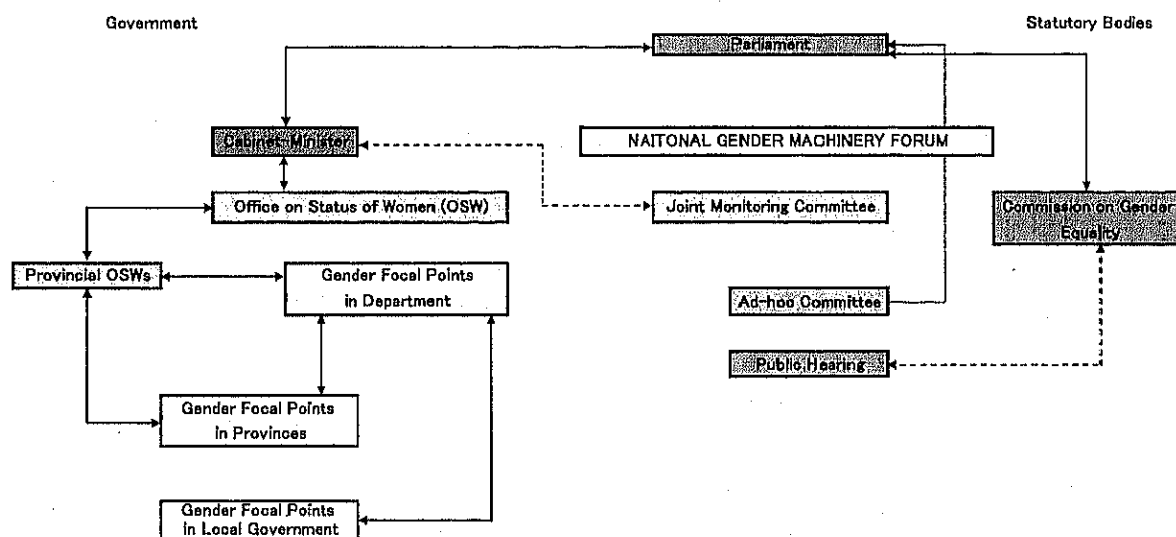 Government
Statutory Bodies
Parliament
Cabinet Minister
NAITONAL GENDER MACHINERY FORUM
Office on Status of Women (OSW)
Joint Monitoring Committee
Commission on Gender
Equality
Provincial OSWs
Gender Focal Points
in Department
Ad-hoc Committee
Public Hearing
Gender Focal Points
in Provinces
Gender Focal Points
in Local Government